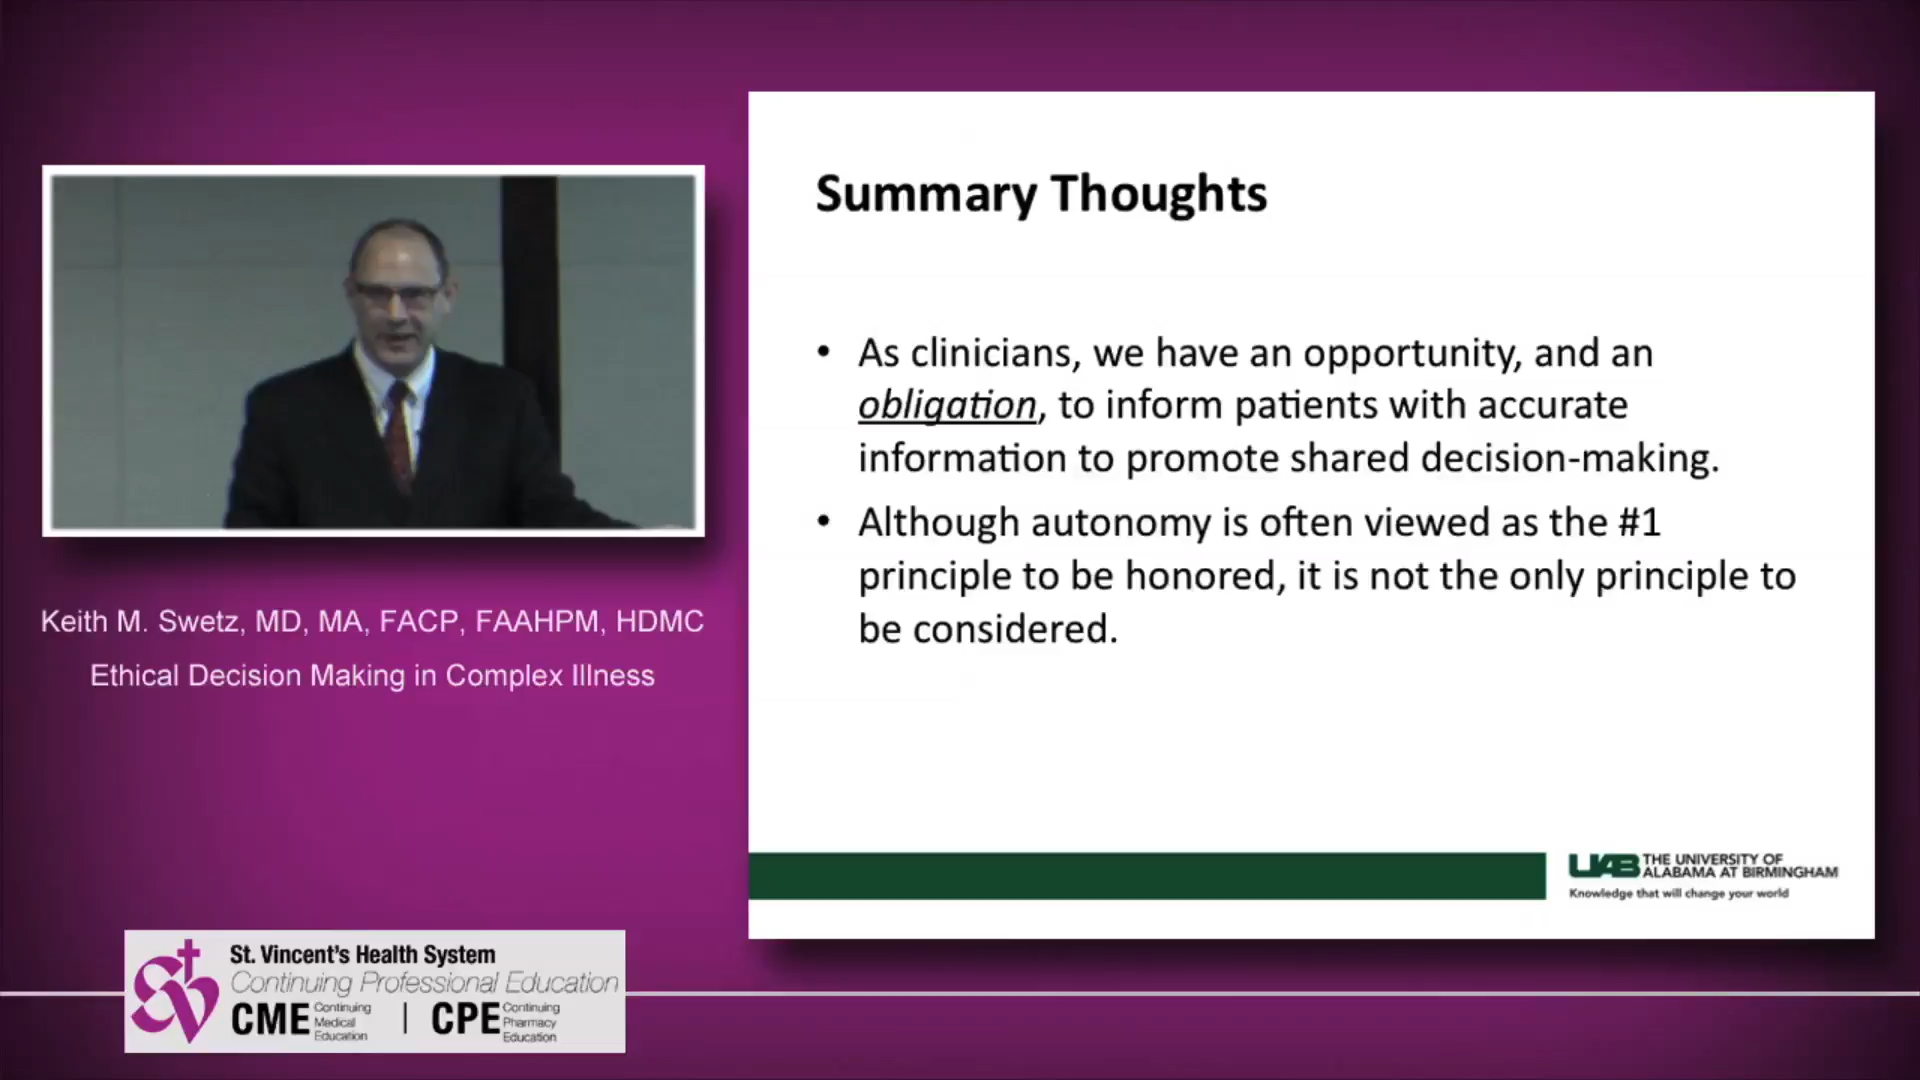 Summary Thoughts
• As clinicians, we have an opportunity, and an
obligation, to inform patients with accurate
information to promote shared decision-making.
• Although autonomy is often viewed as the #1
principle to be honored, it is not the only principle to
be considered.
Keith M. Swetz, MD, MA, FACP, FAAHPM, HDMC
Ethical Decision Making in Complex Illness
UAB THE UNIVERSITY OF
ALABAMA AT BIRMINGHAM
Knowledge that will change your world
St. Vincent's Health System
Continuing Professional Education
CME Continuing
Medical
Education
| CPE Continuing
Pharmacy
Education